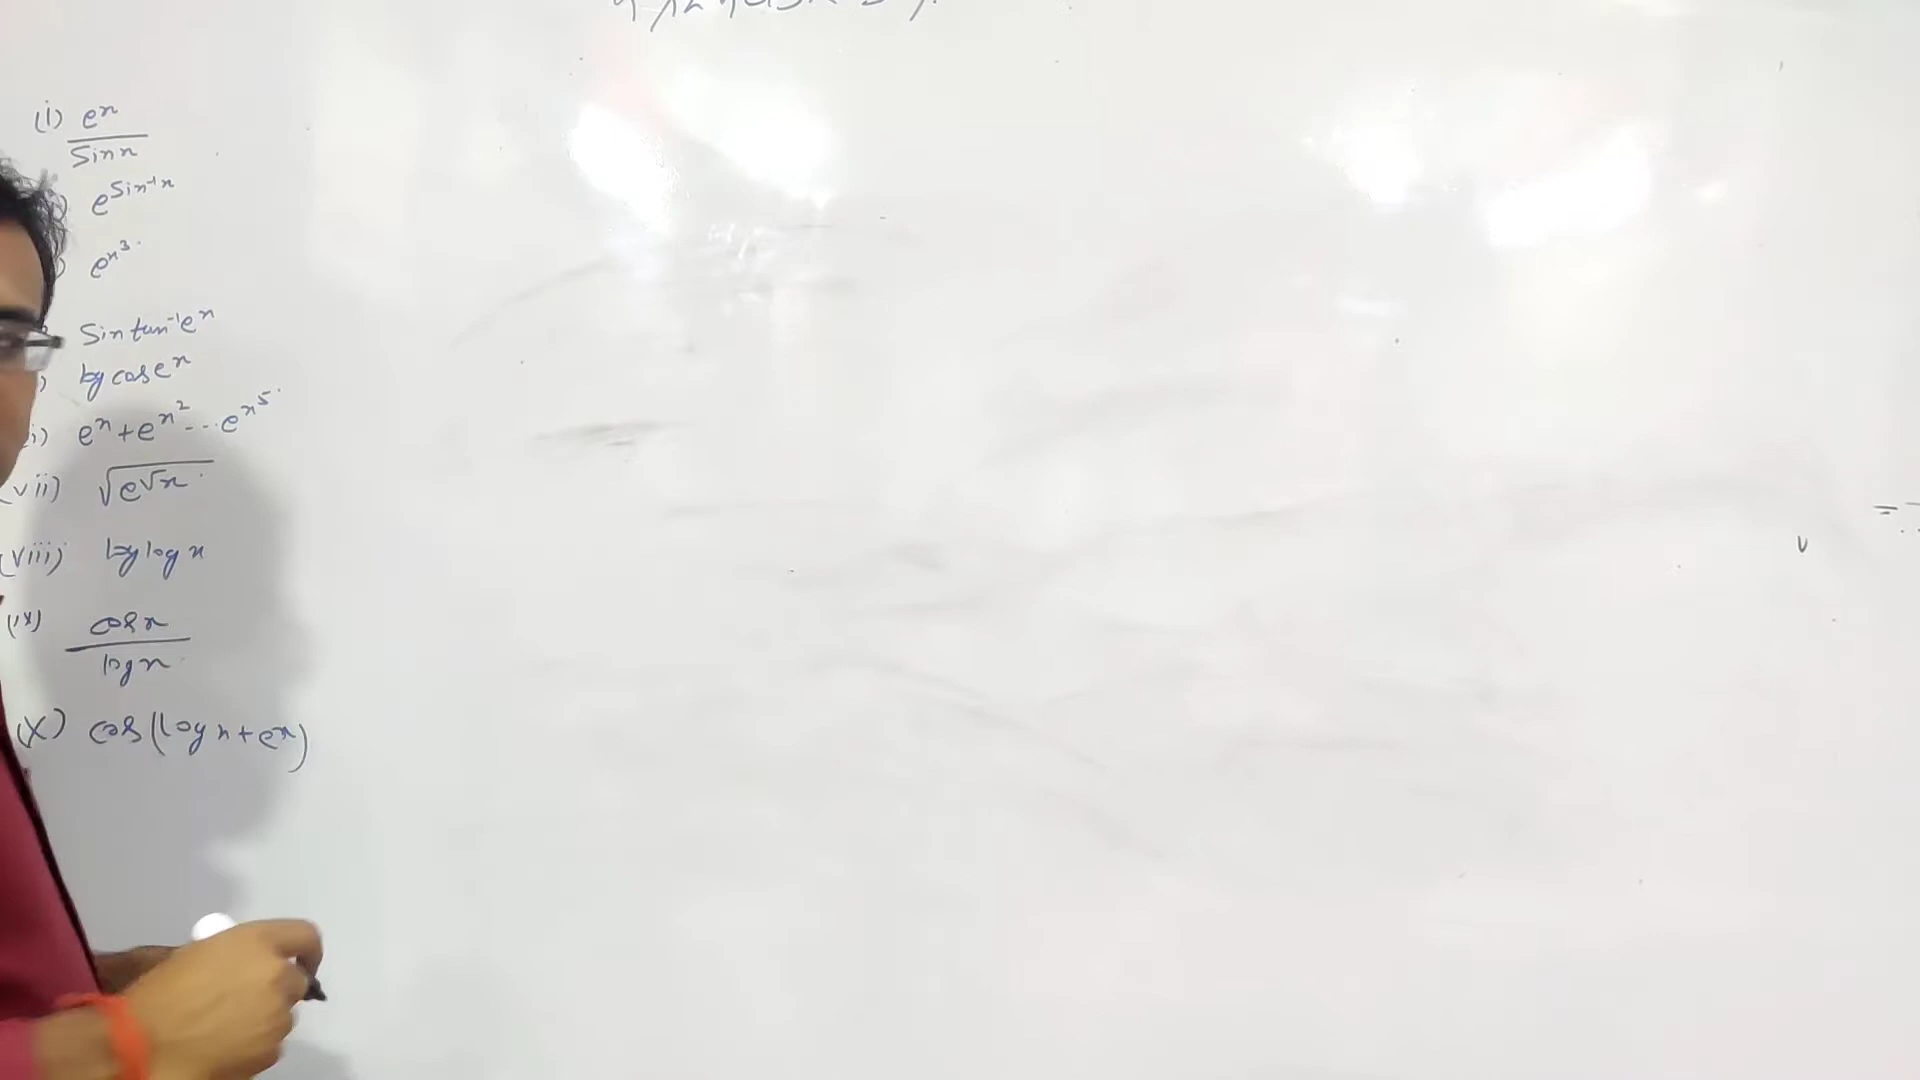 (i) e^x / Sin x
) e^Sin⁻¹x
) e^x³
Sin tan⁻¹ e^x
) log cos e^x
i) e^x + e^x² --- e^x⁵
(vii) √e^√x
(viii) log log x
(ix) cos x / log x
(X) cos (log x + e^x)
=